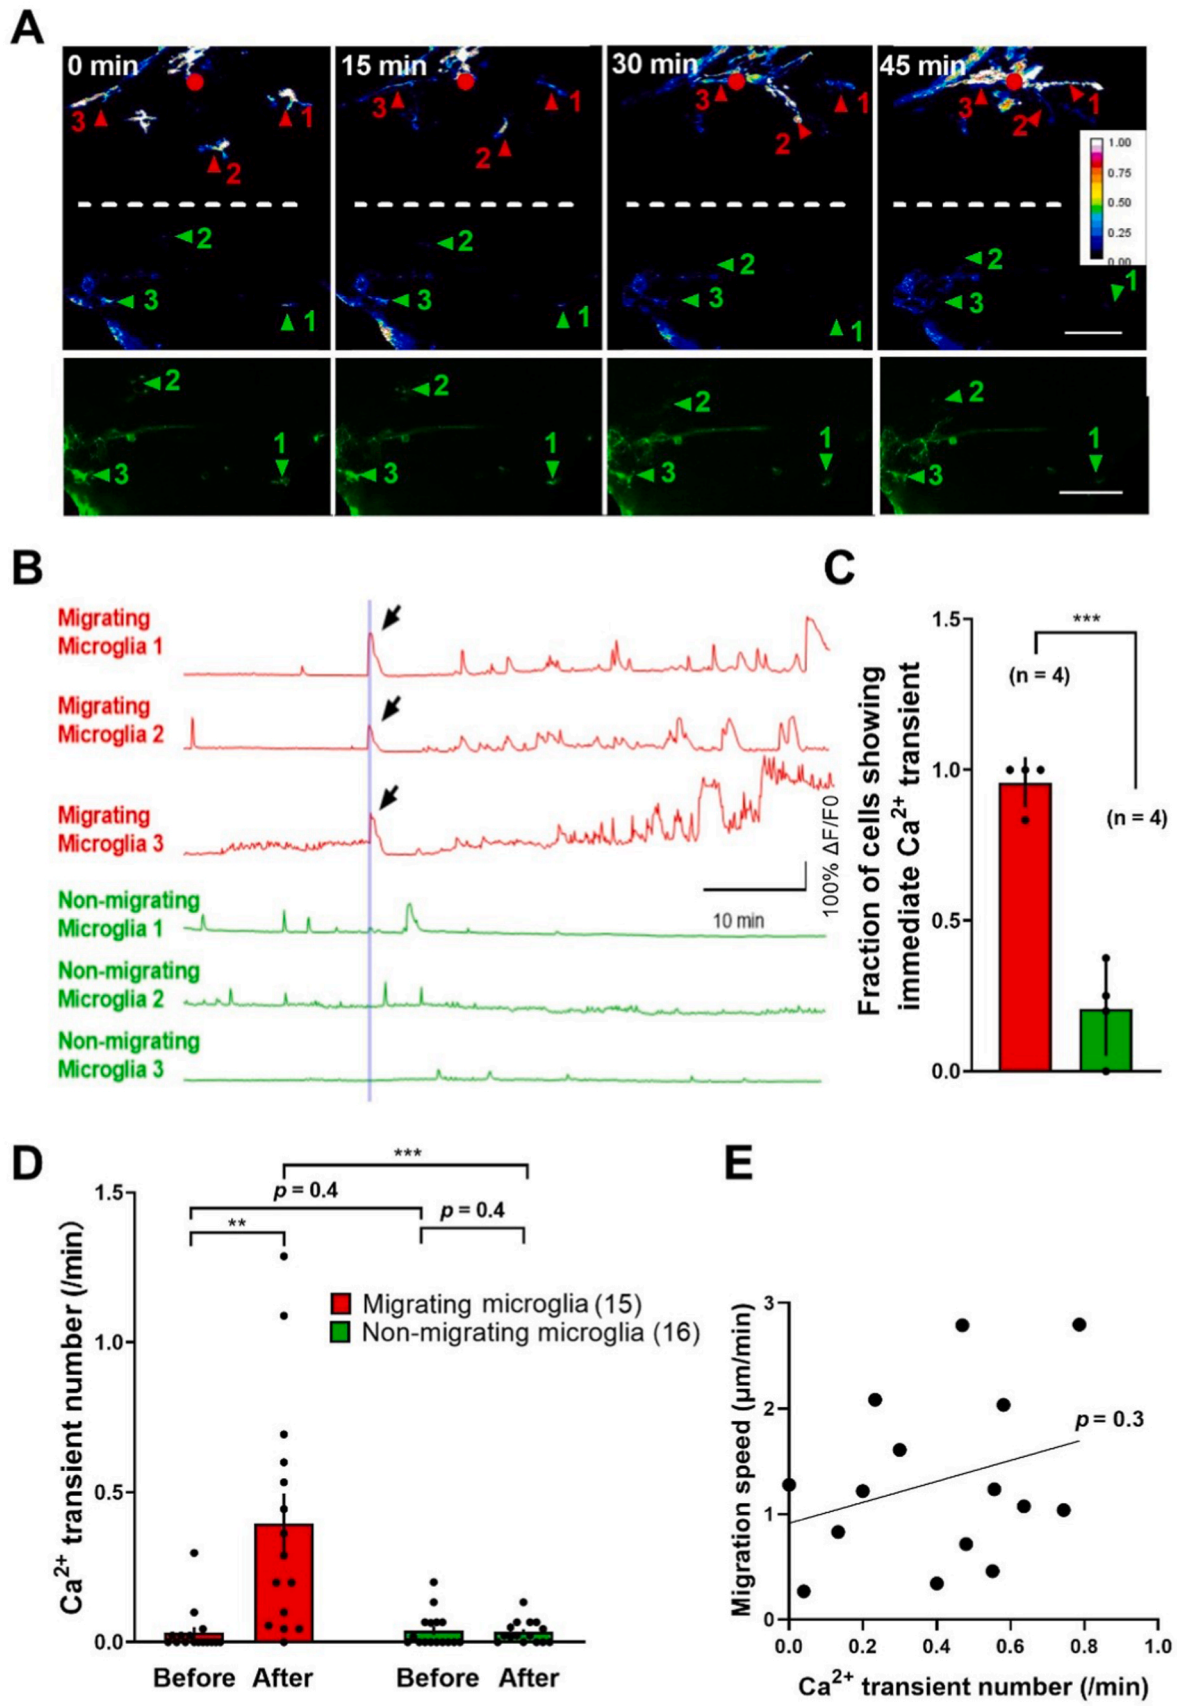 A
0 min
15 min
30 min
45 min
3
1
2
3
1
2
3
1
2
3
1
2
1.00
0.75
0.50
0.25
0.00
2
3
1
2
3
1
2
3
1
2
3
1
2
1
3
2
1
3
2
1
3
2
1
3
B
Migrating
Microglia 1
Migrating
Microglia 2
Migrating
Microglia 3
100% ΔF/F0
10 min
Non-migrating
Microglia 1
Non-migrating
Microglia 2
Non-migrating
Microglia 3
C
Fraction of cells showing
immediate Ca²⁺ transient
1.5
1.0
0.5
0.0
***
(n = 4)
(n = 4)
D
Ca²⁺ transient number (/min)
1.5
1.0
0.5
0.0
***
p = 0.4
p = 0.4
**
Migrating microglia (15)
Non-migrating microglia (16)
Before
After
Before
After
E
Migration speed (μm/min)
3
2
1
0
p = 0.3
0.0
0.2
0.4
0.6
0.8
1.0
Ca²⁺ transient number (/min)